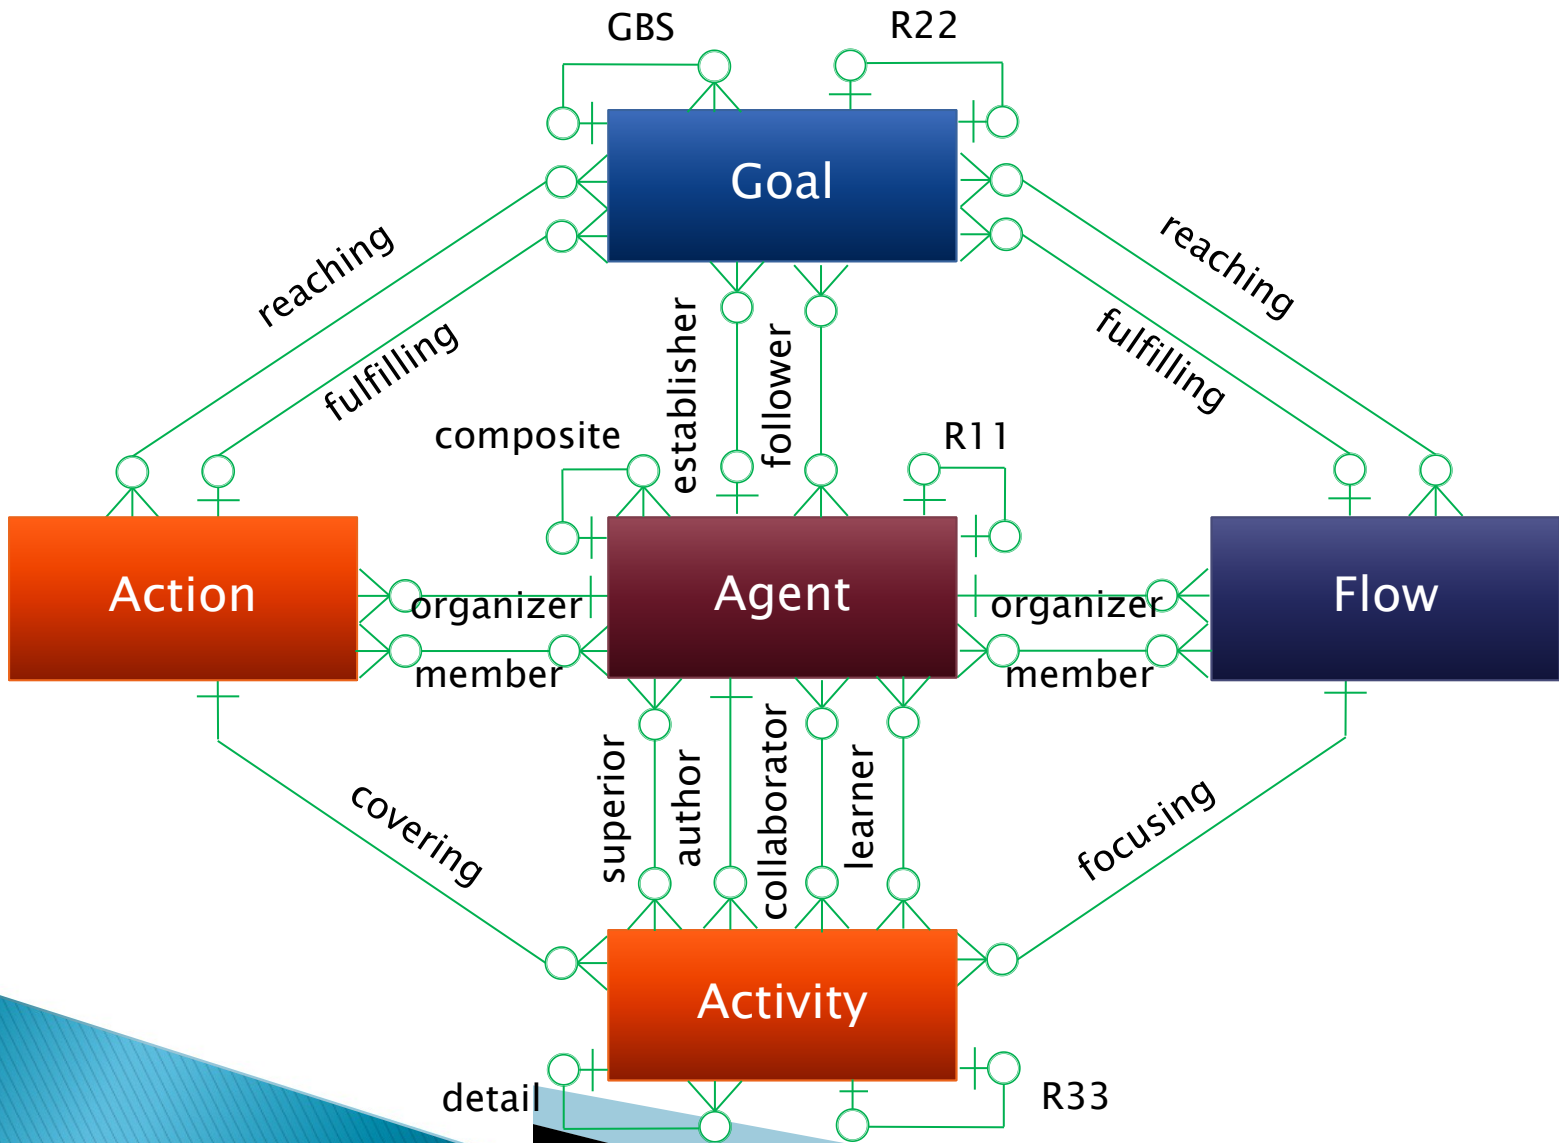 GBS
R22
Goal
reaching
reaching
fulfilling
fulfilling
establisher
follower
composite
R11
Action
Agent
Flow
organizer
organizer
member
member
superior
author
collaborator
learner
covering
focusing
Activity
detail
R33